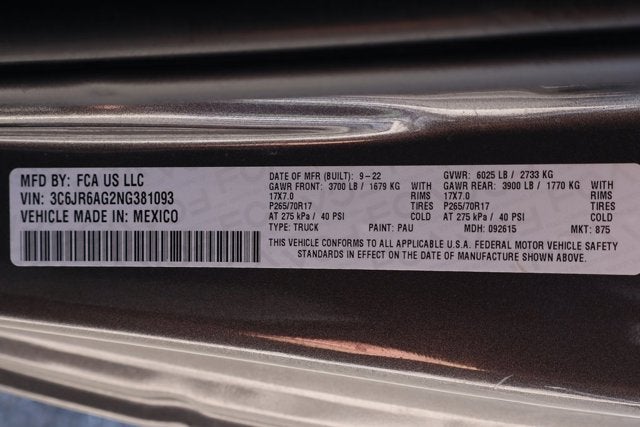 MFD BY: FCA US LLC
VIN: 3C6JR6AG2NG381093
VEHICLE MADE IN: MEXICO
DATE OF MFR (BUILT): 9-22 GVWR: 6025 LB / 2733 KG
GAWR FRONT: 3700 LB / 1679 KG WITH GAWR REAR: 3900 LB / 1770 KG WITH
17X7.0 RIMS 17X7.0 RIMS
P265/70R17 TIRES P265/70R17 TIRES
AT 275 kPa / 40 PSI COLD AT 275 kPa / 40 PSI COLD
TYPE: TRUCK PAINT: PAU MDH: 092615 MKT: 875
THIS VEHICLE CONFORMS TO ALL APPLICABLE U.S.A. FEDERAL MOTOR VEHICLE SAFETY
STANDARDS IN EFFECT ON THE DATE OF MANUFACTURE SHOWN ABOVE.